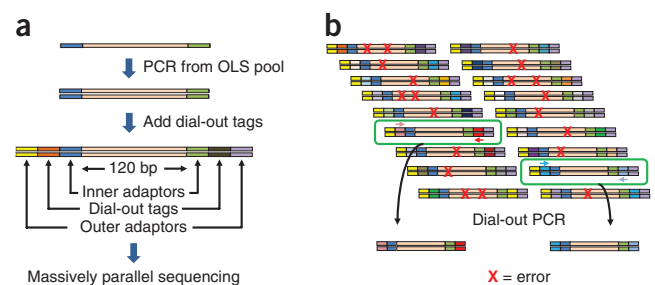 a
PCR from OLS pool
Add dial-out tags
120 bp
Inner adaptors
Dial-out tags
Outer adaptors
Massively parallel sequencing
b
X X
X
X
X
X
X X
X X
X
X
X
X
X
X
X
X X
X
Dial-out PCR
X = error